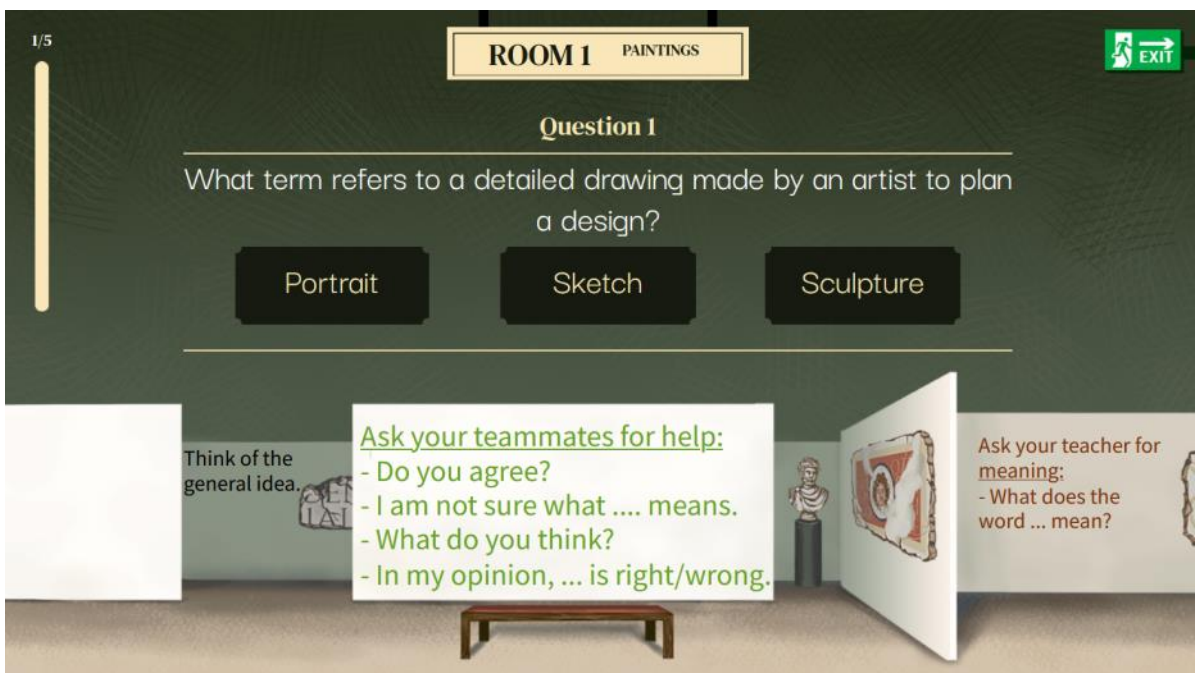 1/5
ROOM 1 PAINTINGS
EXIT
Question 1
What term refers to a detailed drawing made by an artist to plan
a design?
Portrait
Sketch
Sculpture
Think of the
general idea.
Ask your teammates for help:
- Do you agree?
- I am not sure what .... means.
- What do you think?
- In my opinion, ... is right/wrong.
Ask your teacher for
meaning:
- What does the
word ... mean?